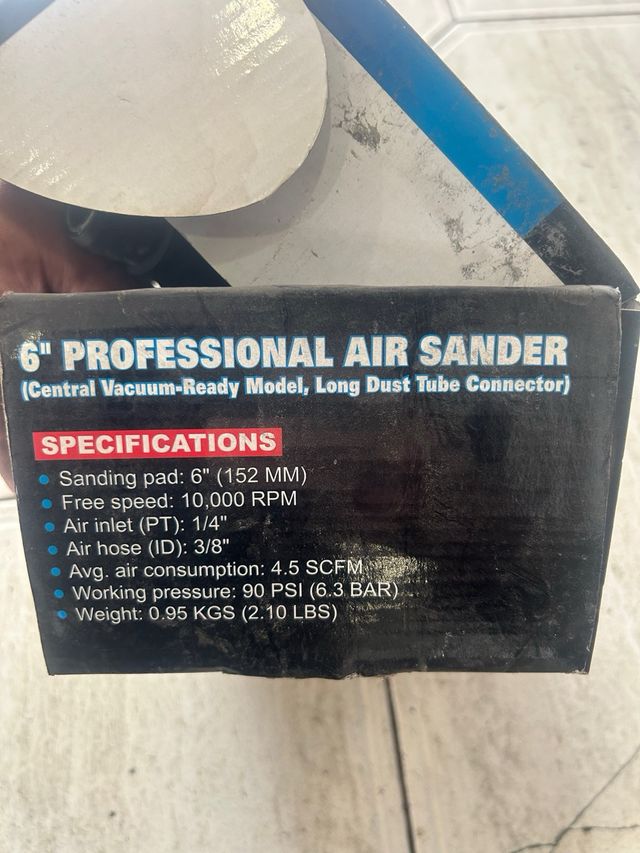 6" PROFESSIONAL AIR SANDER
(Central Vacuum-Ready Model, Long Dust Tube Connector)
SPECIFICATIONS
• Sanding pad: 6" (152 MM)
• Free speed: 10,000 RPM
• Air inlet (PT): 1/4"
• Air hose (ID): 3/8"
• Avg. air consumption: 4.5 SCFM
• Working pressure: 90 PSI (6.3 BAR)
• Weight: 0.95 KGS (2.10 LBS)